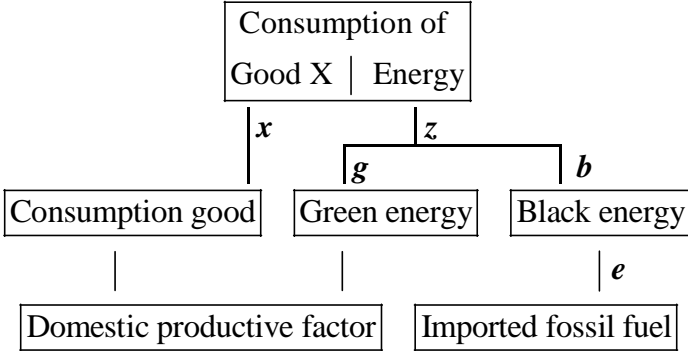 Consumption of
Good X | Energy
x z
g b
Consumption good Green energy Black energy
e
Domestic productive factor Imported fossil fuel